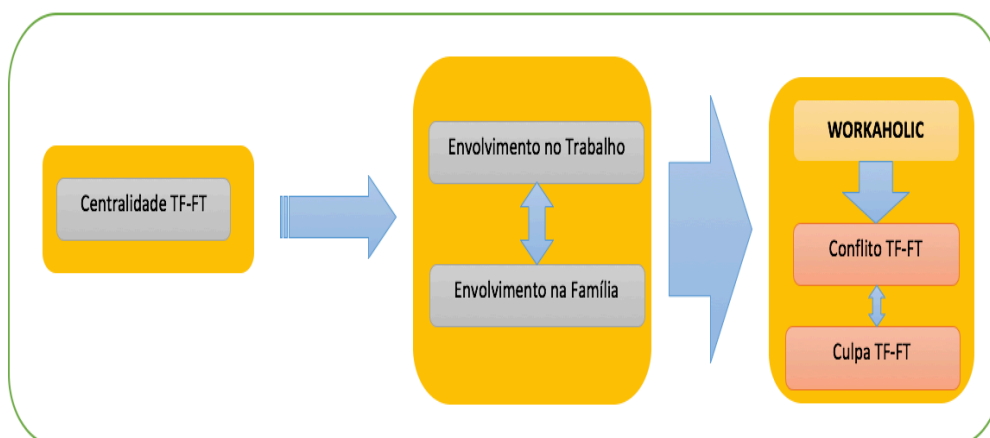 Centralidade TF-FT
Envolvimento no Trabalho
Envolvimento na Família
WORKAHOLIC
Conflito TF-FT
Culpa TF-FT